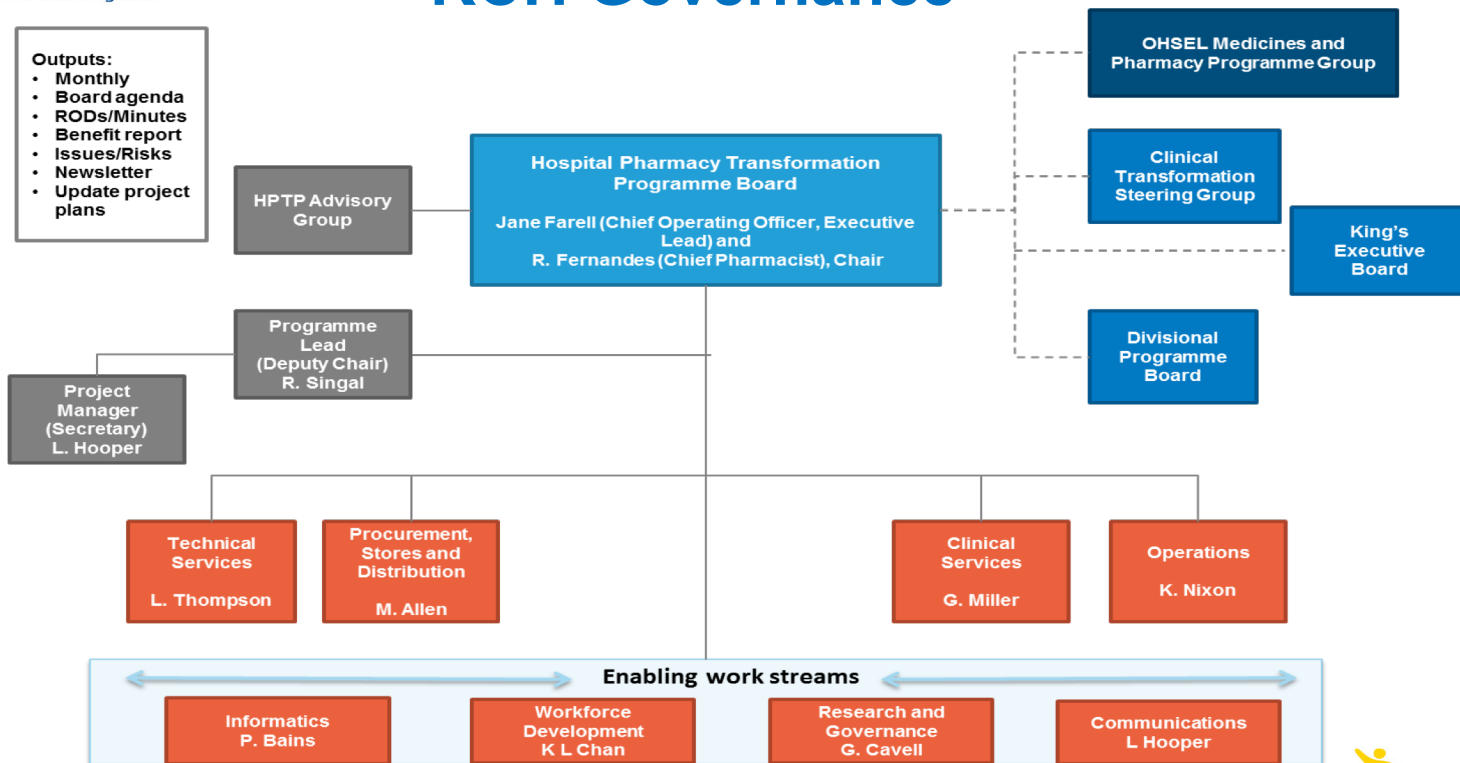 Outputs:
• Monthly
• Board agenda
• RODs/Minutes
• Benefit report
• Issues/Risks
• Newsletter
• Update project
plans
HPTP Advisory
Group
Hospital Pharmacy Transformation
Programme Board
Jane Farell (Chief Operating Officer, Executive
Lead) and
R. Fernandes (Chief Pharmacist), Chair
OHSEL Medicines and
Pharmacy Programme Group
Clinical
Transformation
Steering Group
King's
Executive
Board
Divisional
Programme
Board
Programme
Lead
(Deputy Chair)
R. Singal
Project
Manager
(Secretary)
L. Hooper
Technical
Services
L. Thompson
Procurement,
Stores and
Distribution
M. Allen
Clinical
Services
G. Miller
Operations
K. Nixon
Enabling work streams
Informatics
P. Bains
Workforce
Development
K L Chan
Research and
Governance
G. Cavell
Communications
L Hooper